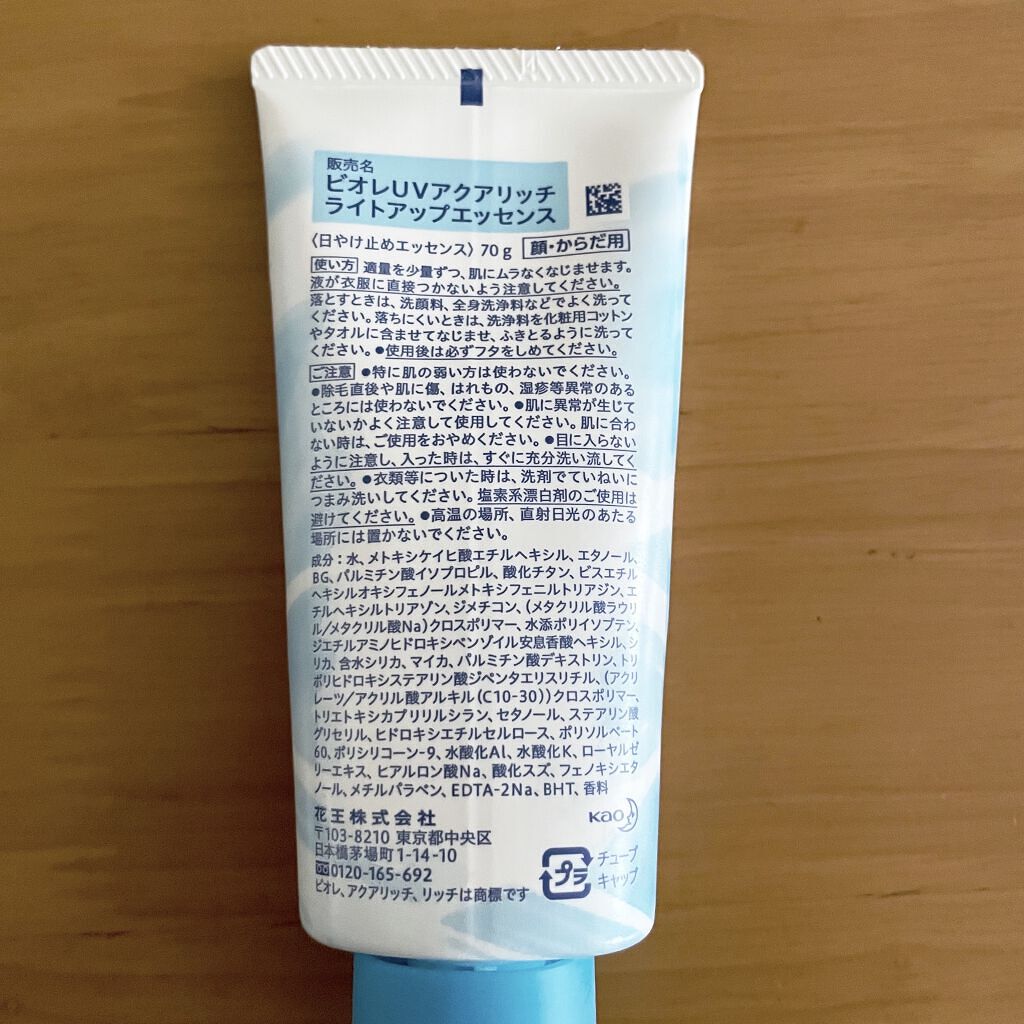 販売名
ビオレUVアクアリッチ
ライトアップエッセンス
〈日やけ止めエッセンス〉70g 顔・からだ用
使い方 適量を少量ずつ、肌にムラなくなじませます。
液が衣服に直接つかないよう注意してください。
落とすときは、洗顔料、全身洗浄料などでよく洗って
ください。落ちにくいときは、洗浄料を化粧用コットン
やタオルに含ませてなじませ、ふきとるように洗って
ください。●使用後は必ずフタをしめてください。
ご注意 ●特に肌の弱い方は使わないでください。
●除毛直後や肌に傷、はれもの、湿疹等異常のある
ところには使わないでください。●肌に異常が生じて
いないかよく注意して使用してください。肌に合わ
ない時は、ご使用をおやめください。●目に入らない
ように注意し、入った時は、すぐに充分洗い流してく
ださい。●衣類等についた時は、洗剤でていねいに
つまみ洗いしてください。塩素系漂白剤のご使用は
避けてください。●高温の場所、直射日光のあたる
場所には置かないでください。
成分：水、メトキシケイヒ酸エチルヘキシル、エタノール、
BG、パルミチン酸イソプロピル、酸化チタン、ビスエチル
ヘキシルオキシフェノールメトキシフェニルトリアジン、エ
チルヘキシルトリアゾン、ジメチコン、(メタクリル酸ラウリ
ル/メタクリル酸Na)クロスポリマー、水添ポリイソブテン、
ジエチルアミノヒドロキシベンゾイル安息香酸ヘキシル、シ
リカ、含水シリカ、マイカ、パルミチン酸デキストリン、トリ
ポリヒドロキシステアリン酸ジペンタエリスリチル、(アクリ
レーツ/アクリル酸アルキル(C10-30))クロスポリマー、
トリエトキシカプリリルシラン、セタノール、ステアリン酸
グリセリル、ヒドロキシエチルセルロース、ポリソルベート
60、ポリシリコーン-9、水酸化Al、水酸化K、ローヤルゼ
リーエキス、ヒアルロン酸Na、酸化スズ、フェノキシエタ
ノール、メチルパラベン、EDTA-2Na、BHT、香料
花王株式会社 Kao
〒103-8210 東京都中央区
日本橋茅場町1-14-10
0120-165-692
ビオレ、アクアリッチ、リッチは商標です
プラ チューブ
キャップ